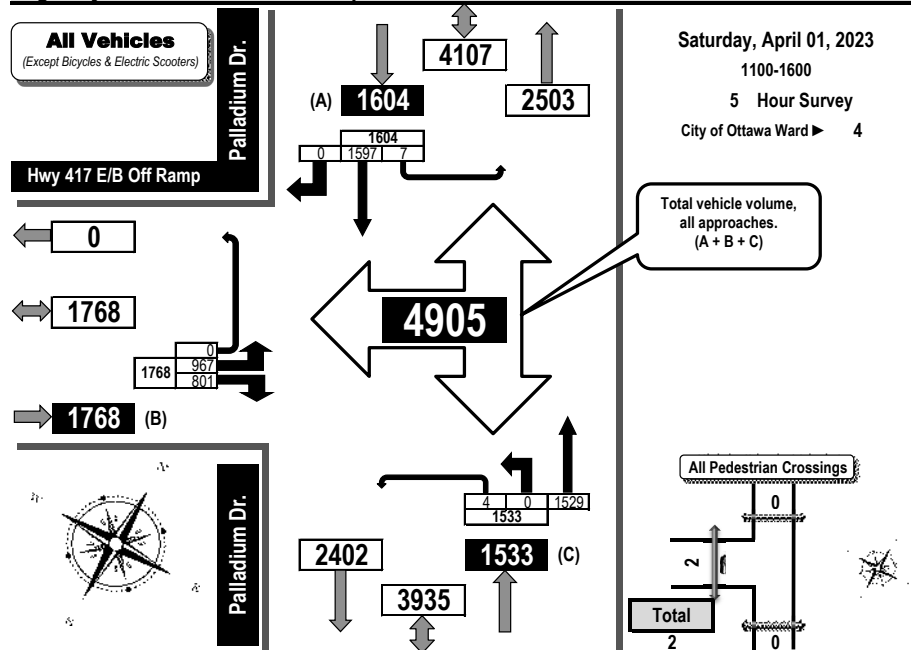 All Vehicles
(Except Bicycles & Electric Scooters)
Palladium Dr.
Hwy 417 E/B Off Ramp
4107
(A) 1604
2503
1604
0 1597 7
Saturday, April 01, 2023
1100-1600
5 Hour Survey
City of Ottawa Ward ► 4
Total vehicle volume,
all approaches.
(A + B + C)
0
1768
4905
0
1768 967
801
1768 (B)
Palladium Dr.
4 0 1529
1533
2402
1533 (C)
3935
All Pedestrian Crossings
0
2
Total
2
0